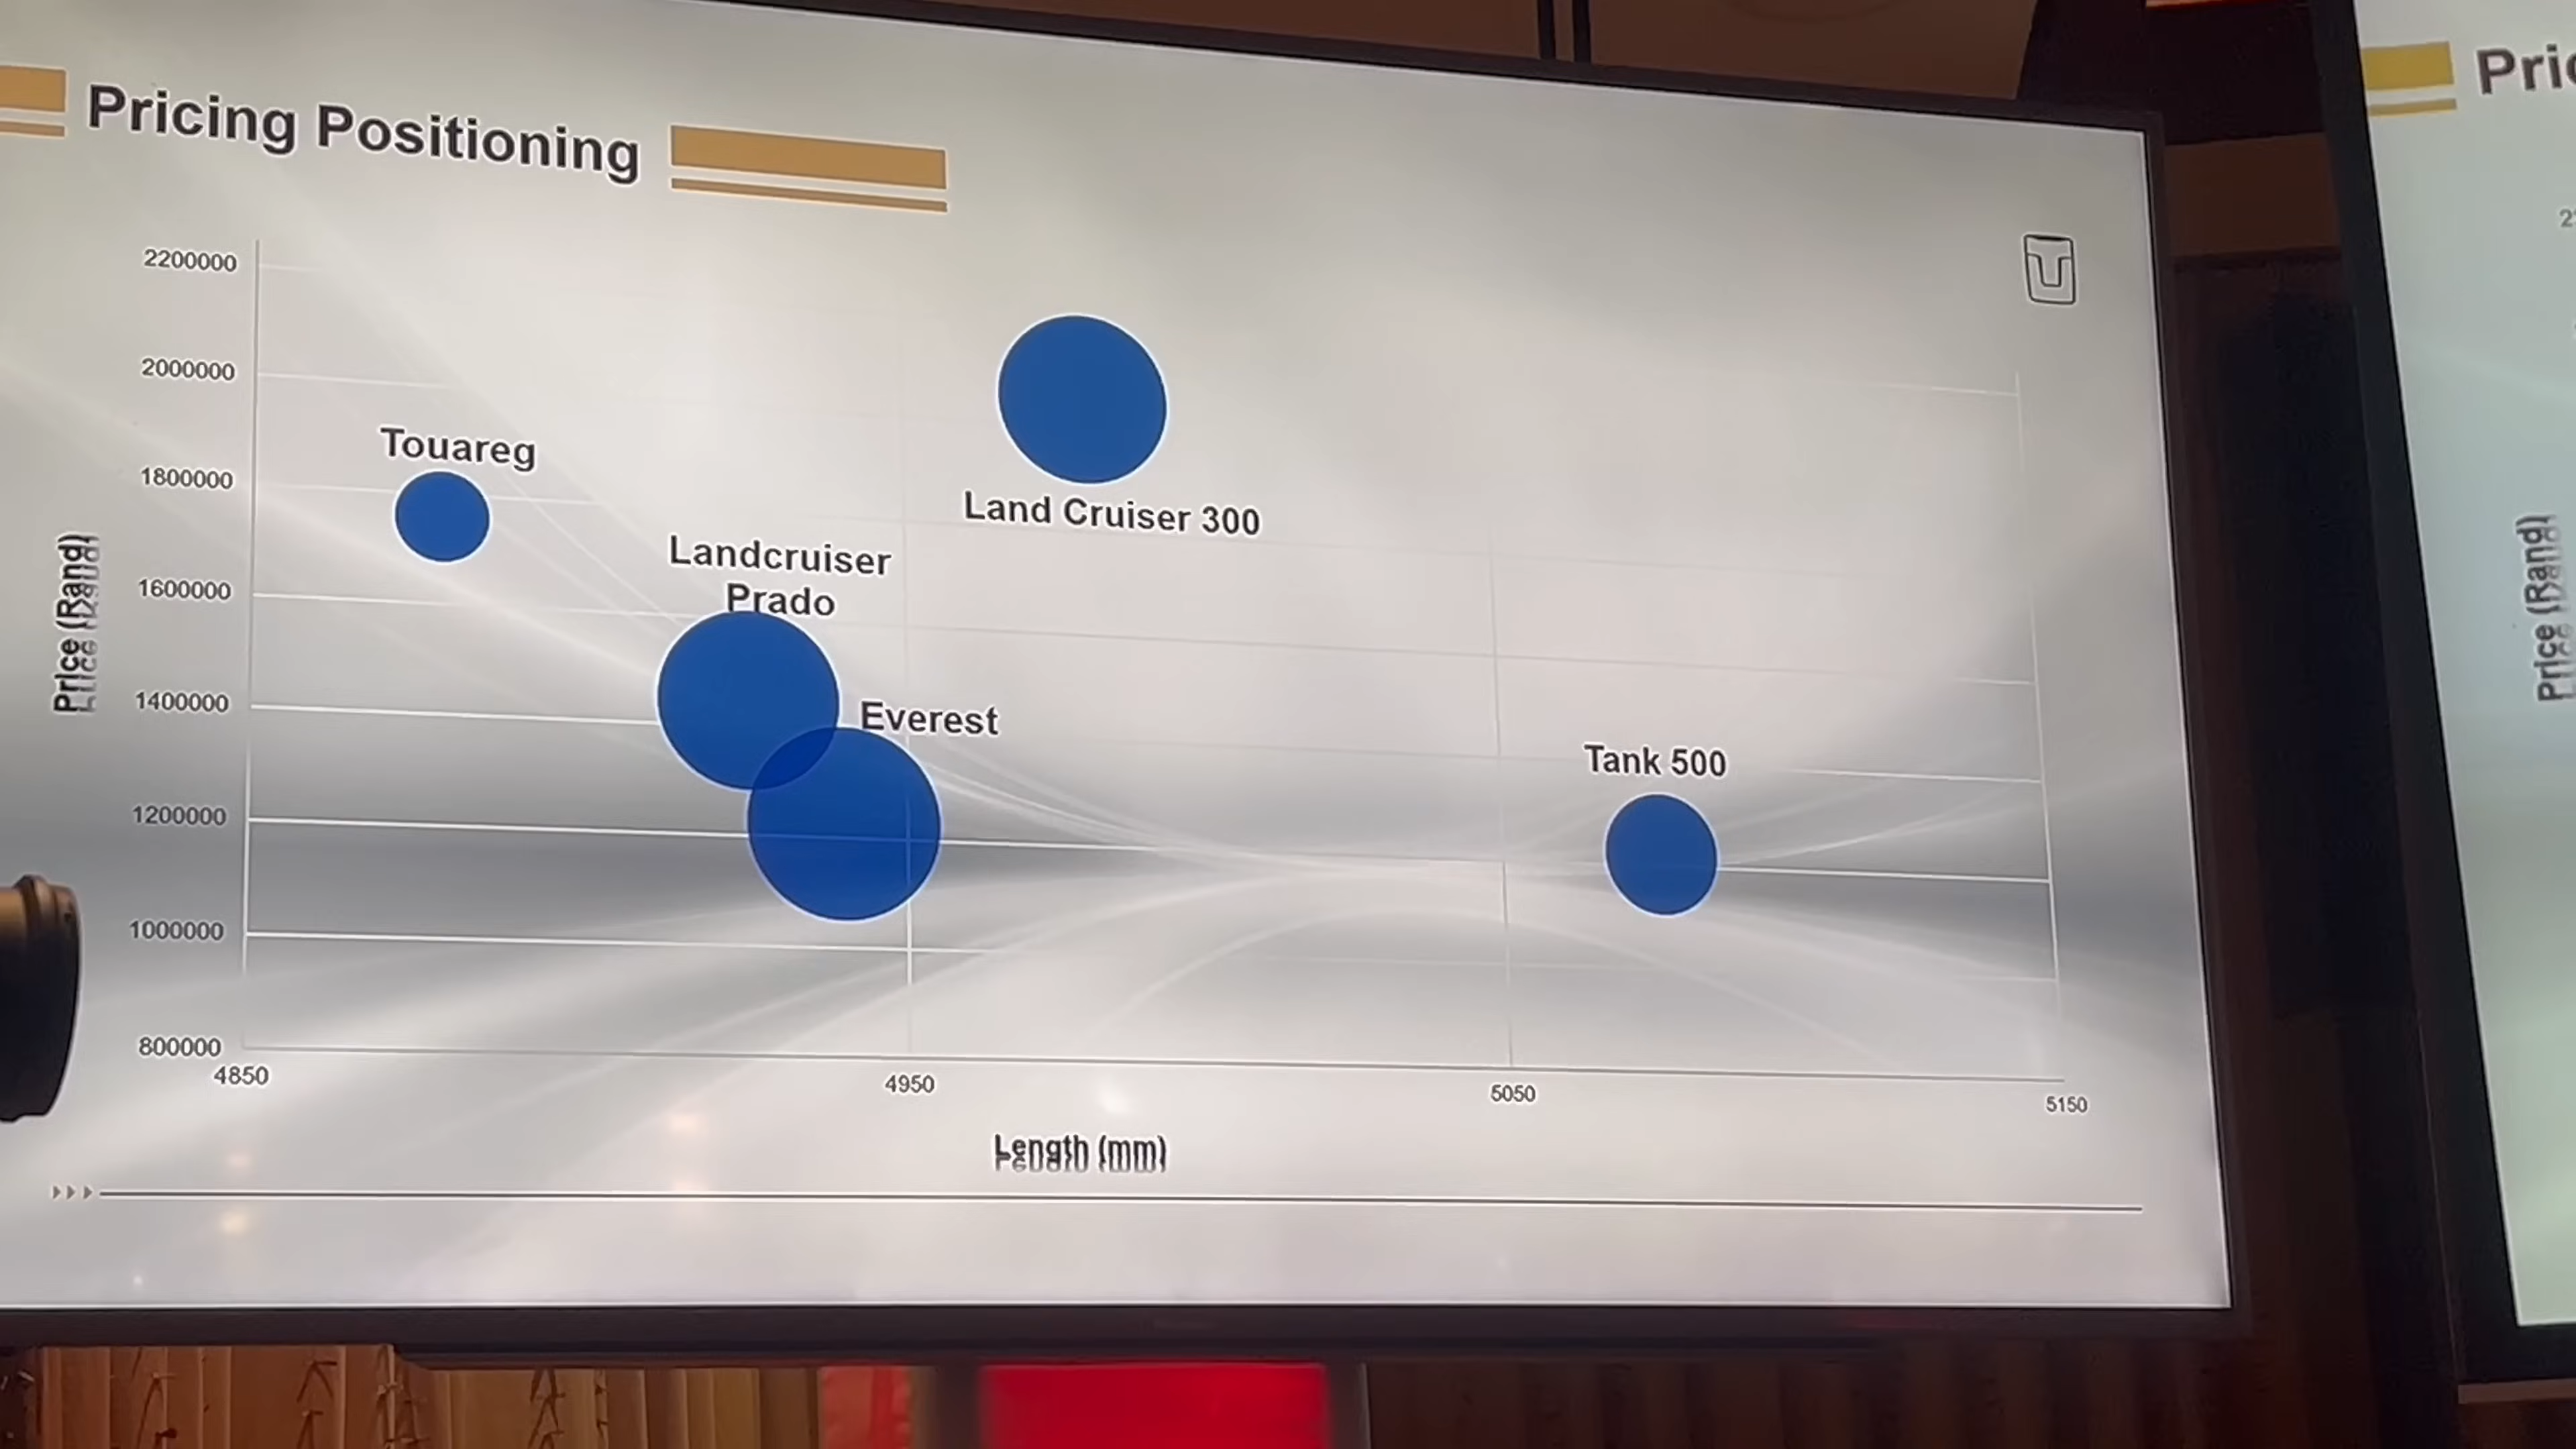 Pricing Positioning
2200000
2000000
1800000
1600000
1400000
1200000
1000000
800000
Price (Rand)
Touareg
Land Cruiser 300
Landcruiser
Prado
Everest
Tank 500
4850
4950
5050
5150
Length (mm)
Price (Rand)